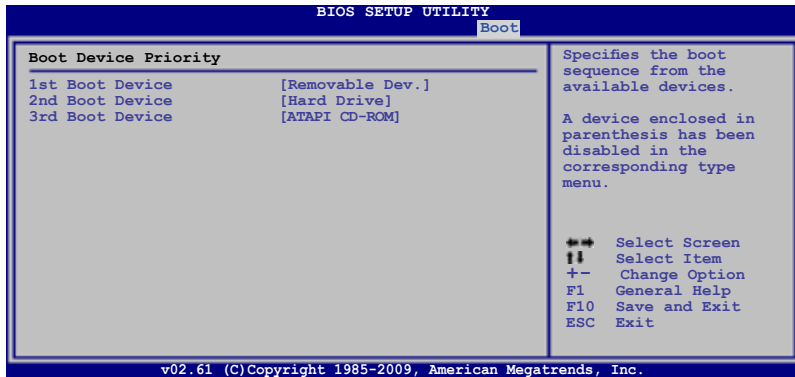 BIOS SETUP UTILITY
Boot
Boot Device Priority
1st Boot Device [Removable Dev.]
2nd Boot Device [Hard Drive]
3rd Boot Device [ATAPI CD-ROM]
Specifies the boot
sequence from the
available devices.
A device enclosed in
parenthesis has been
disabled in the
corresponding type
menu.
Select Screen
Select Item
+- Change Option
F1 General Help
F10 Save and Exit
ESC Exit
v02.61 (C)Copyright 1985-2009, American Megatrends, Inc.